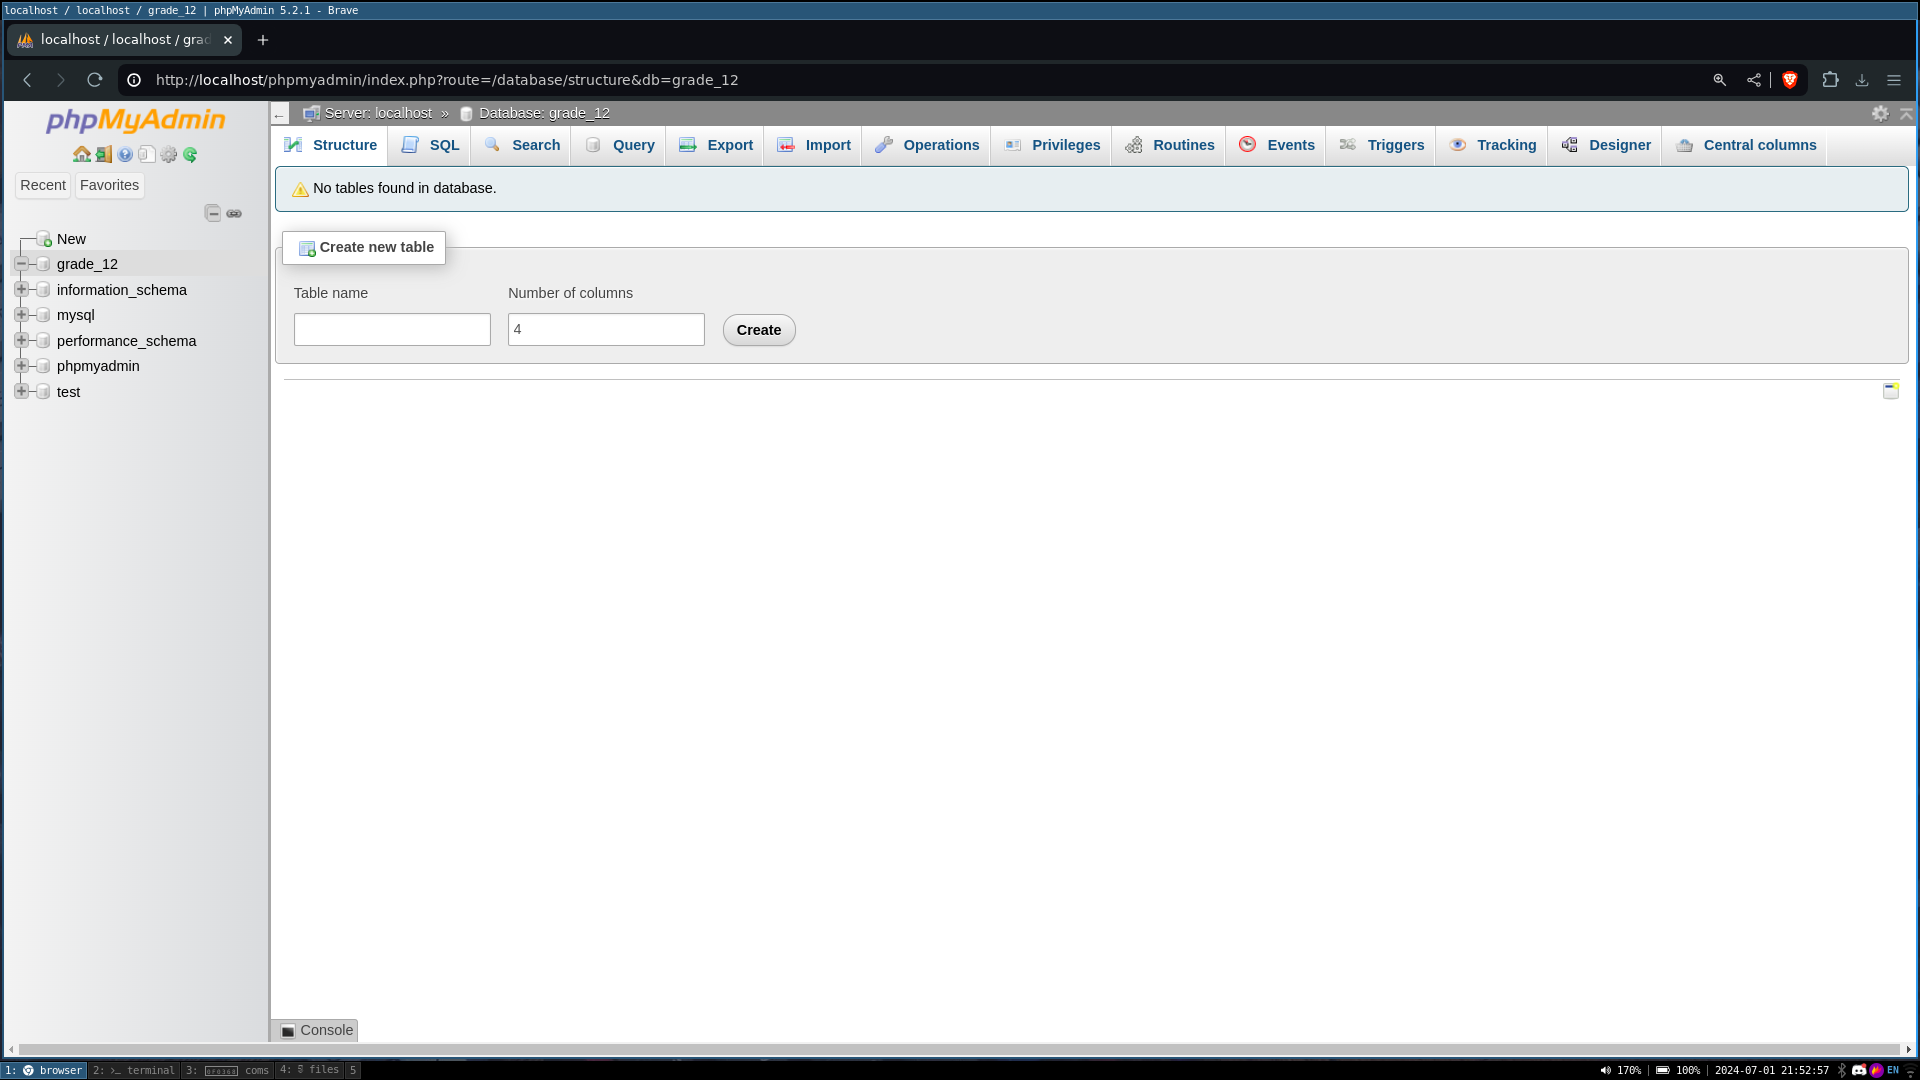 localhost / localhost / grade_12 | phpMyAdmin 5.2.1 - Brave
localhost / localhost / grad
http://localhost/phpmyadmin/index.php?route=/database/structure&db=grade_12
phpMyAdmin
Recent
Favorites
New
grade_12
information_schema
mysql
performance_schema
phpmyadmin
test
Server: localhost » Database: grade_12
Structure
SQL
Search
Query
Export
Import
Operations
Privileges
Routines
Events
Triggers
Tracking
Designer
Central columns
No tables found in database.
Create new table
Table name
Number of columns
4
Create
Console
1: browser
2: >_ terminal
3: coms
4: files
5
170% | 100% | 2024-07-01 21:52:57 EN